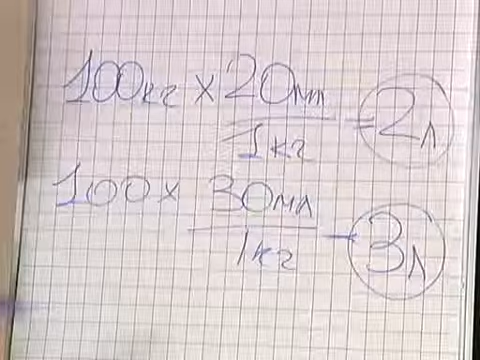 100кг x 20мл = 2л
1кг
100 x 30мл = 3л
1кг